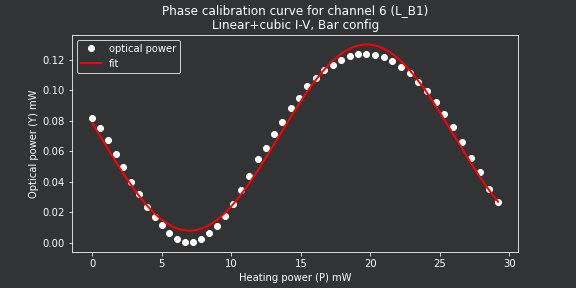 Phase calibration curve for channel 6 (L_B1)
Linear+cubic I-V, Bar config
optical power
fit
Optical power (Y) mW
0.12
0.10
0.08
0.06
0.04
0.02
0.00
0 5 10 15 20 25 30
Heating power (P) mW